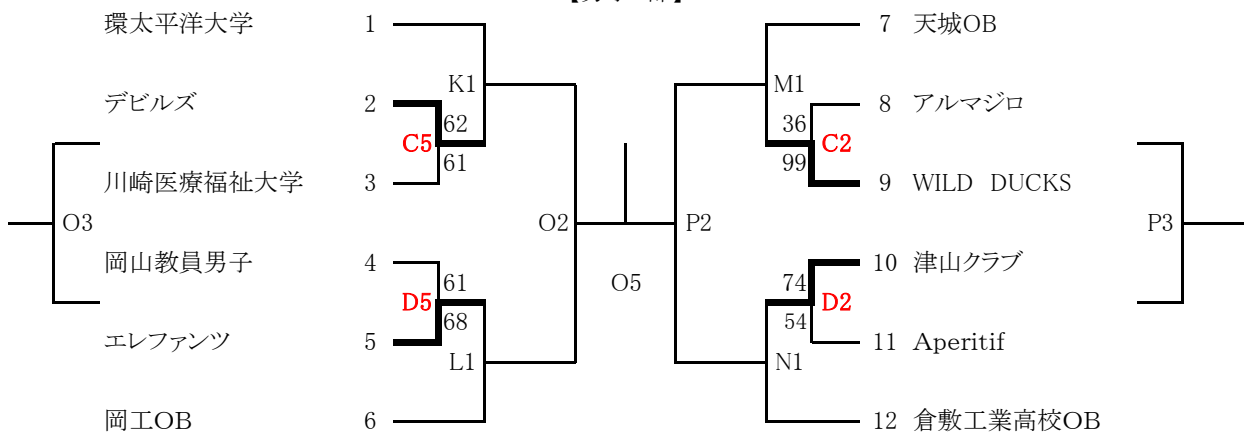 環太平洋大学 1
7 天城OB
K1
M1
デビルズ 2
8 アルマジロ
62
36
C5
C2
61
99
川崎医療福祉大学 3
9 WILD DUCKS
O3
O2
P2
P3
岡山教員男子 4
10 津山クラブ
61
O5
74
D5
D2
68
54
エレファンツ 5
11 Aperitif
L1
N1
岡工OB 6
12 倉敷工業高校OB